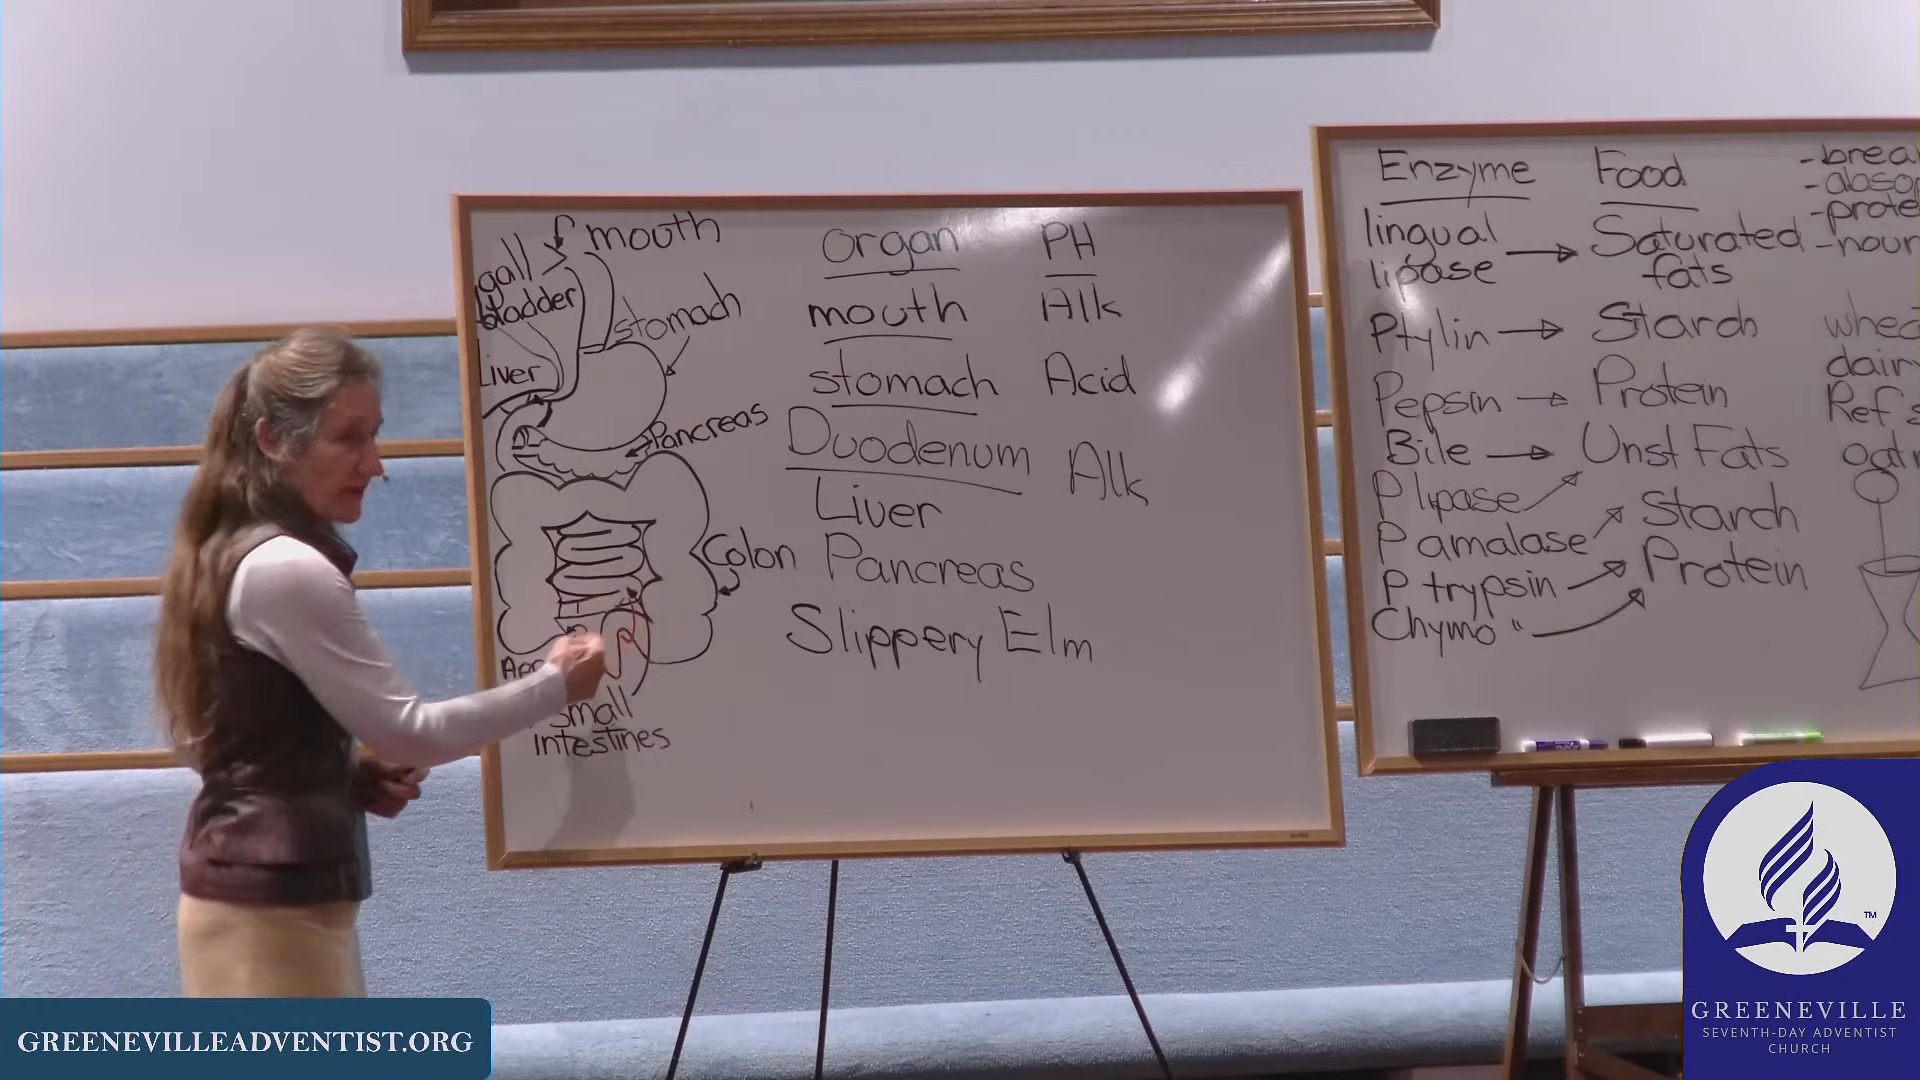 mouth
gall
bladder
stomach
Liver
Pancreas
Colon
Small
intestines
organ PH
mouth Alk
stomach Acid
Duodenum Alk
Liver
Pancreas
Slippery Elm
Enzyme Food
lingual
lipase Saturated
fats
Ptylin Starch
Pepsin Protein
Bile Unst Fats
P lipase
P amalase Starch
P trypsin Protein
Chymo "
GREENEVILLEADVENTIST.ORG
TM
GREENEVILLE
SEVENTH-DAY ADVENTIST
CHURCH